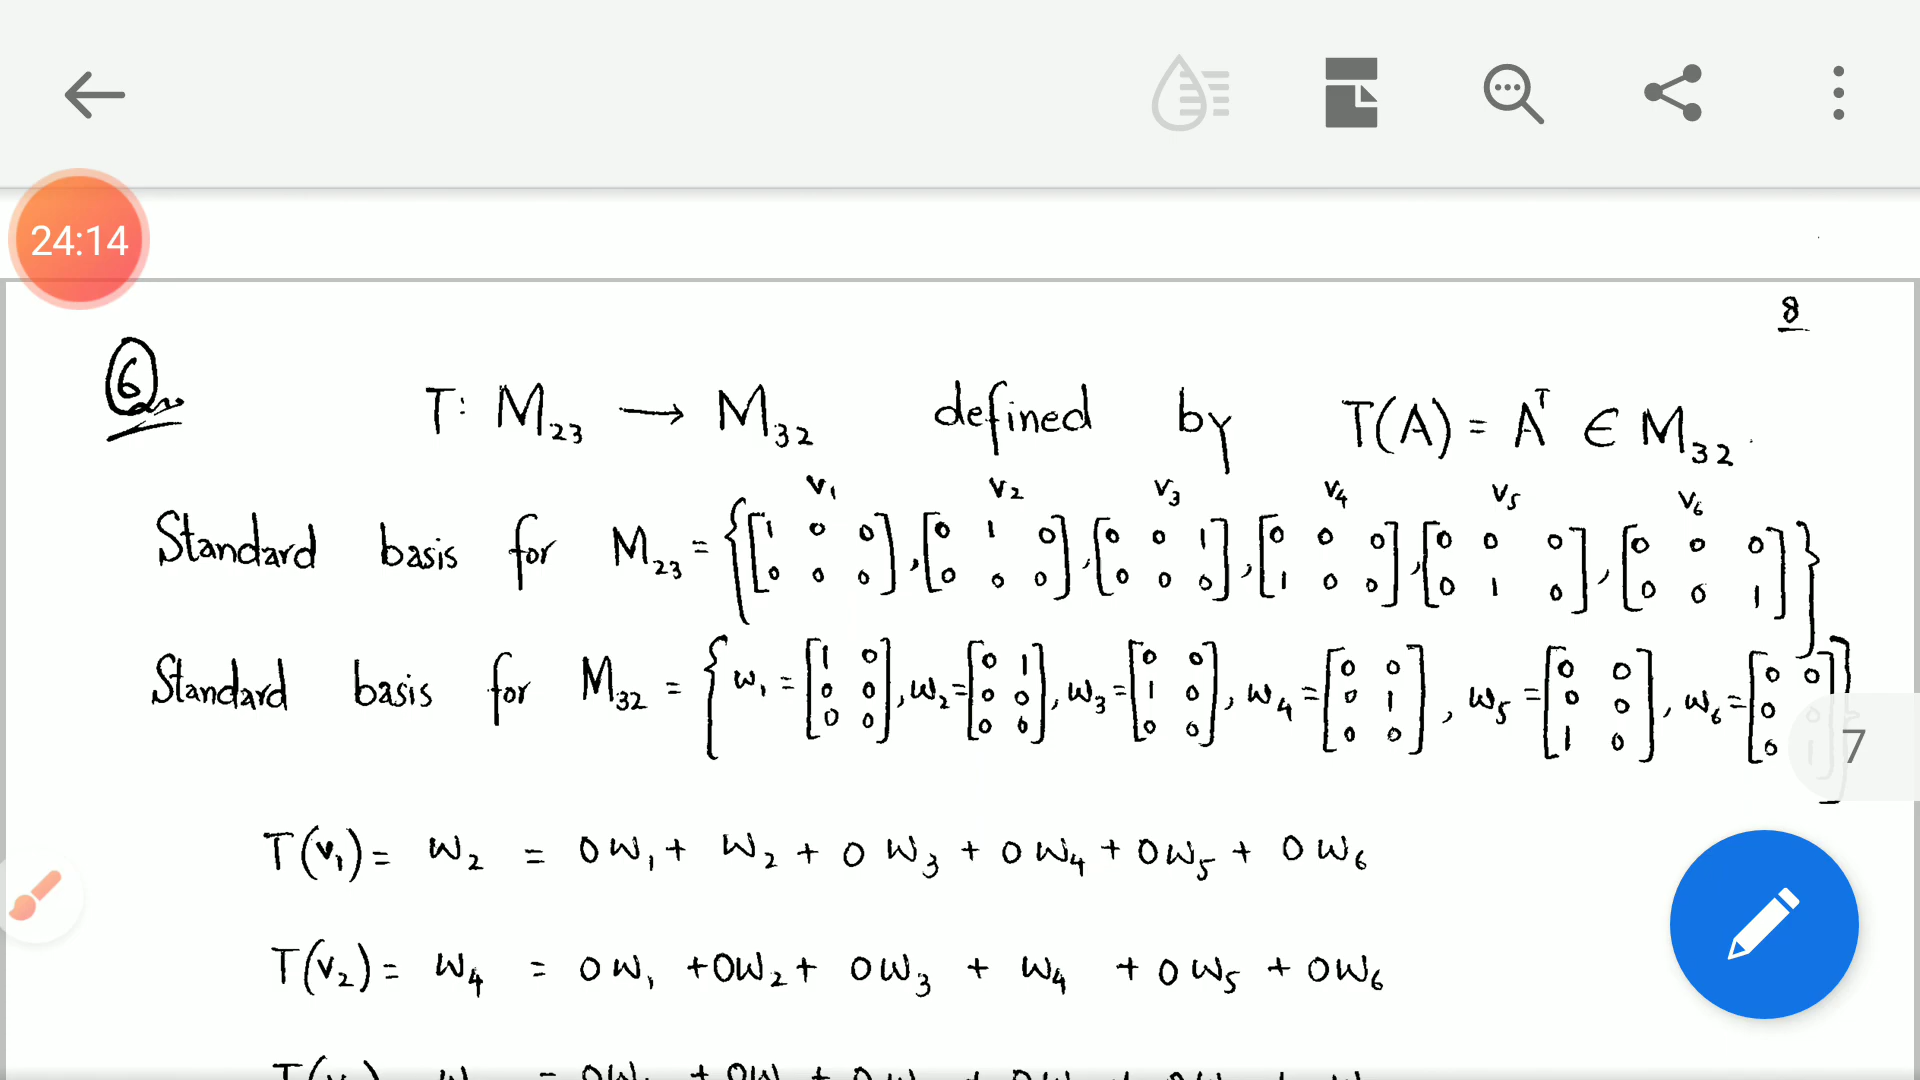 24:14
8
Q6 T: M₂₃ → M₃₂ defined by T(A) = Aᵀ ∈ M₃₂.
v₁ v₂ v₃ v₄ v₅ v₆
Standard basis for M₂₃ = {[1 0 0; 0 0 0], [0 1 0; 0 0 0], [0 0 1; 0 0 0], [0 0 0; 1 0 0], [0 0 0; 0 1 0], [0 0 0; 0 0 1]}
Standard basis for M₃₂ = {w₁ = [1 0; 0 0; 0 0], w₂ = [0 1; 0 0; 0 0], w₃ = [0 0; 1 0; 0 0], w₄ = [0 0; 0 1; 0 0], w₅ = [0 0; 0 0; 1 0], w₆ = [0 0; 0 0; 0 1]}
7
T(v₁) = w₂ = 0w₁ + w₂ + 0w₃ + 0w₄ + 0w₅ + 0w₆
T(v₂) = w₄ = 0w₁ + 0w₂ + 0w₃ + w₄ + 0w₅ + 0w₆